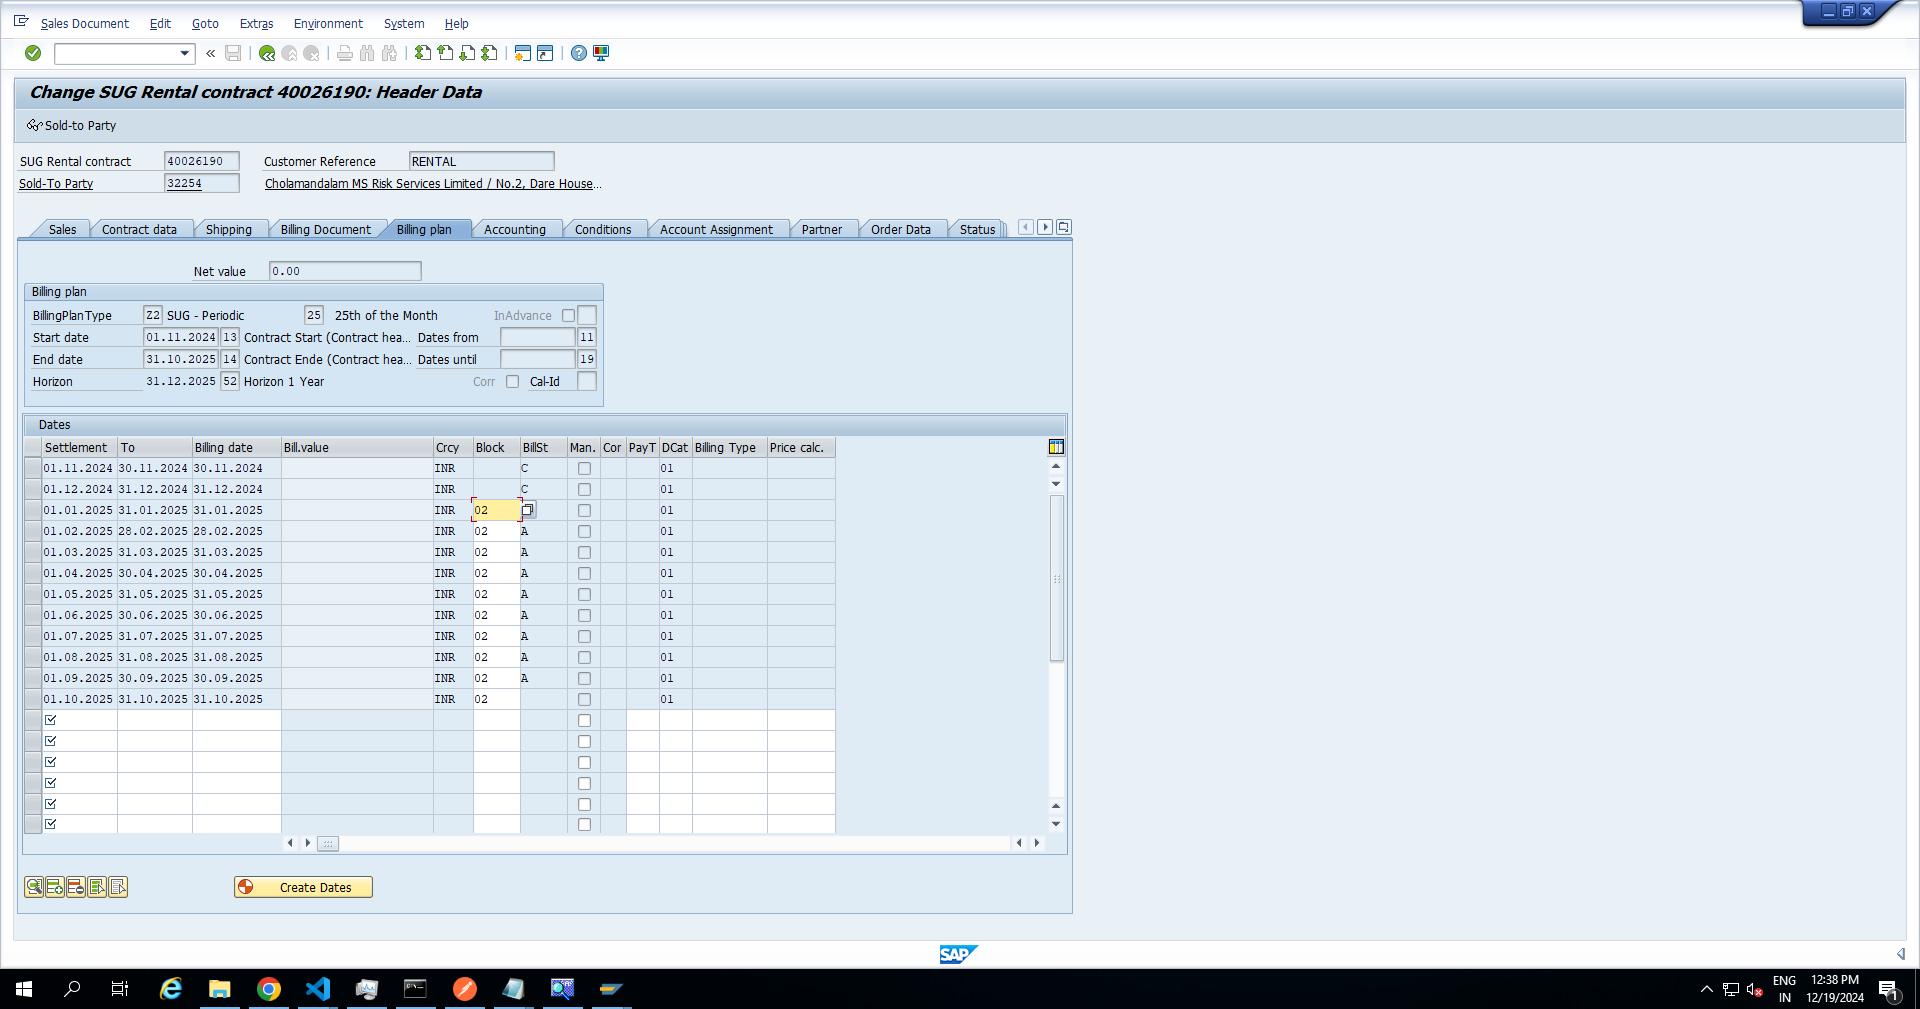 Sales Document Edit Goto Extras Environment System Help
Change SUG Rental contract 40026190: Header Data
Sold-to Party
SUG Rental contract 40026190 Customer Reference RENTAL
Sold-To Party 32254 Cholamandalam MS Risk Services Limited / No.2, Dare House...
Sales Contract data Shipping Billing Document Billing plan Accounting Conditions Account Assignment Partner Order Data Status
Net value 0.00
Billing plan
BillingPlanType Z2 SUG - Periodic 25 25th of the Month InAdvance
Start date 01.11.2024 13 Contract Start (Contract hea... Dates from 11
End date 31.10.2025 14 Contract Ende (Contract hea... Dates until 19
Horizon 31.12.2025 52 Horizon 1 Year Corr Cal-Id
Dates
Settlement To Billing date Bill.value Crcy Block BillSt Man. Cor PayT DCat Billing Type Price calc.
01.11.2024 30.11.2024 30.11.2024 INR C 01
01.12.2024 31.12.2024 31.12.2024 INR C 01
01.01.2025 31.01.2025 31.01.2025 INR 02 01
01.02.2025 28.02.2025 28.02.2025 INR 02 A 01
01.03.2025 31.03.2025 31.03.2025 INR 02 A 01
01.04.2025 30.04.2025 30.04.2025 INR 02 A 01
01.05.2025 31.05.2025 31.05.2025 INR 02 A 01
01.06.2025 30.06.2025 30.06.2025 INR 02 A 01
01.07.2025 31.07.2025 31.07.2025 INR 02 A 01
01.08.2025 31.08.2025 31.08.2025 INR 02 A 01
01.09.2025 30.09.2025 30.09.2025 INR 02 A 01
01.10.2025 31.10.2025 31.10.2025 INR 02 01
Create Dates
SAP
ENG 12:38 PM
IN 12/19/2024 1